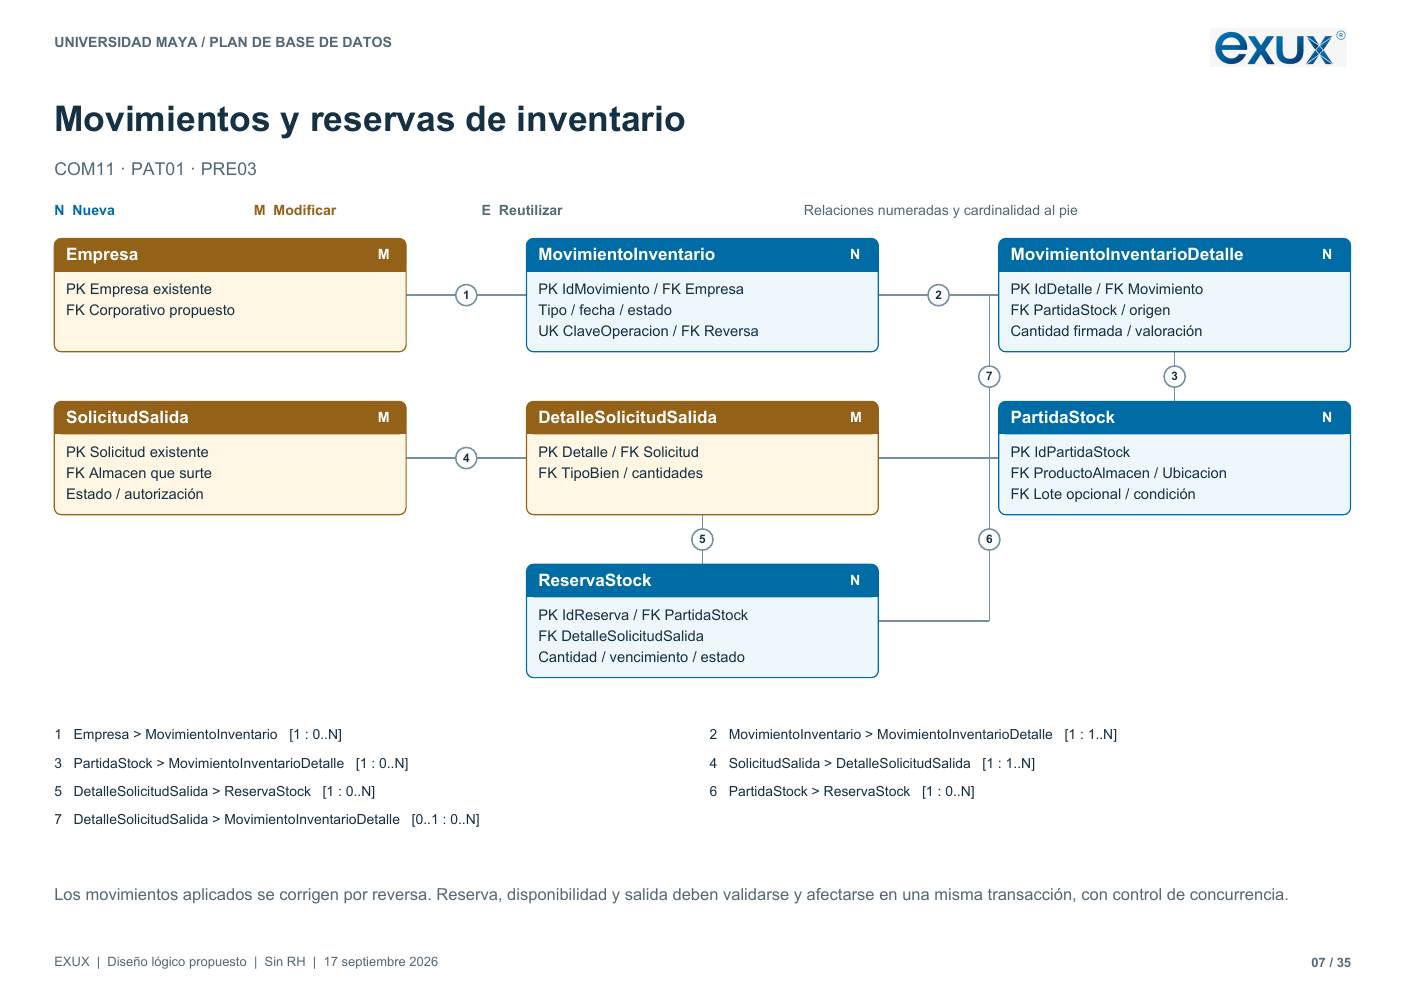 UNIVERSIDAD MAYA / PLAN DE BASE DE DATOS
exux®
Movimientos y reservas de inventario
COM11 · PAT01 · PRE03
N Nueva
M Modificar
E Reutilizar
Relaciones numeradas y cardinalidad al pie
Empresa M
PK Empresa existente
FK Corporativo propuesto
1
MovimientoInventario N
PK IdMovimiento / FK Empresa
Tipo / fecha / estado
UK ClaveOperacion / FK Reversa
2
MovimientoInventarioDetalle N
PK IdDetalle / FK Movimiento
FK PartidaStock / origen
Cantidad firmada / valoración
7
3
SolicitudSalida M
PK Solicitud existente
FK Almacen que surte
Estado / autorización
4
DetalleSolicitudSalida M
PK Detalle / FK Solicitud
FK TipoBien / cantidades
PartidaStock N
PK IdPartidaStock
FK ProductoAlmacen / Ubicacion
FK Lote opcional / condición
5
6
ReservaStock N
PK IdReserva / FK PartidaStock
FK DetalleSolicitudSalida
Cantidad / vencimiento / estado
1 Empresa > MovimientoInventario [1 : 0..N]
2 MovimientoInventario > MovimientoInventarioDetalle [1 : 1..N]
3 PartidaStock > MovimientoInventarioDetalle [1 : 0..N]
4 SolicitudSalida > DetalleSolicitudSalida [1 : 1..N]
5 DetalleSolicitudSalida > ReservaStock [1 : 0..N]
6 PartidaStock > ReservaStock [1 : 0..N]
7 DetalleSolicitudSalida > MovimientoInventarioDetalle [0..1 : 0..N]
Los movimientos aplicados se corrigen por reversa. Reserva, disponibilidad y salida deben validarse y afectarse en una misma transacción, con control de concurrencia.
EXUX | Diseño lógico propuesto | Sin RH | 17 septiembre 2026
07 / 35